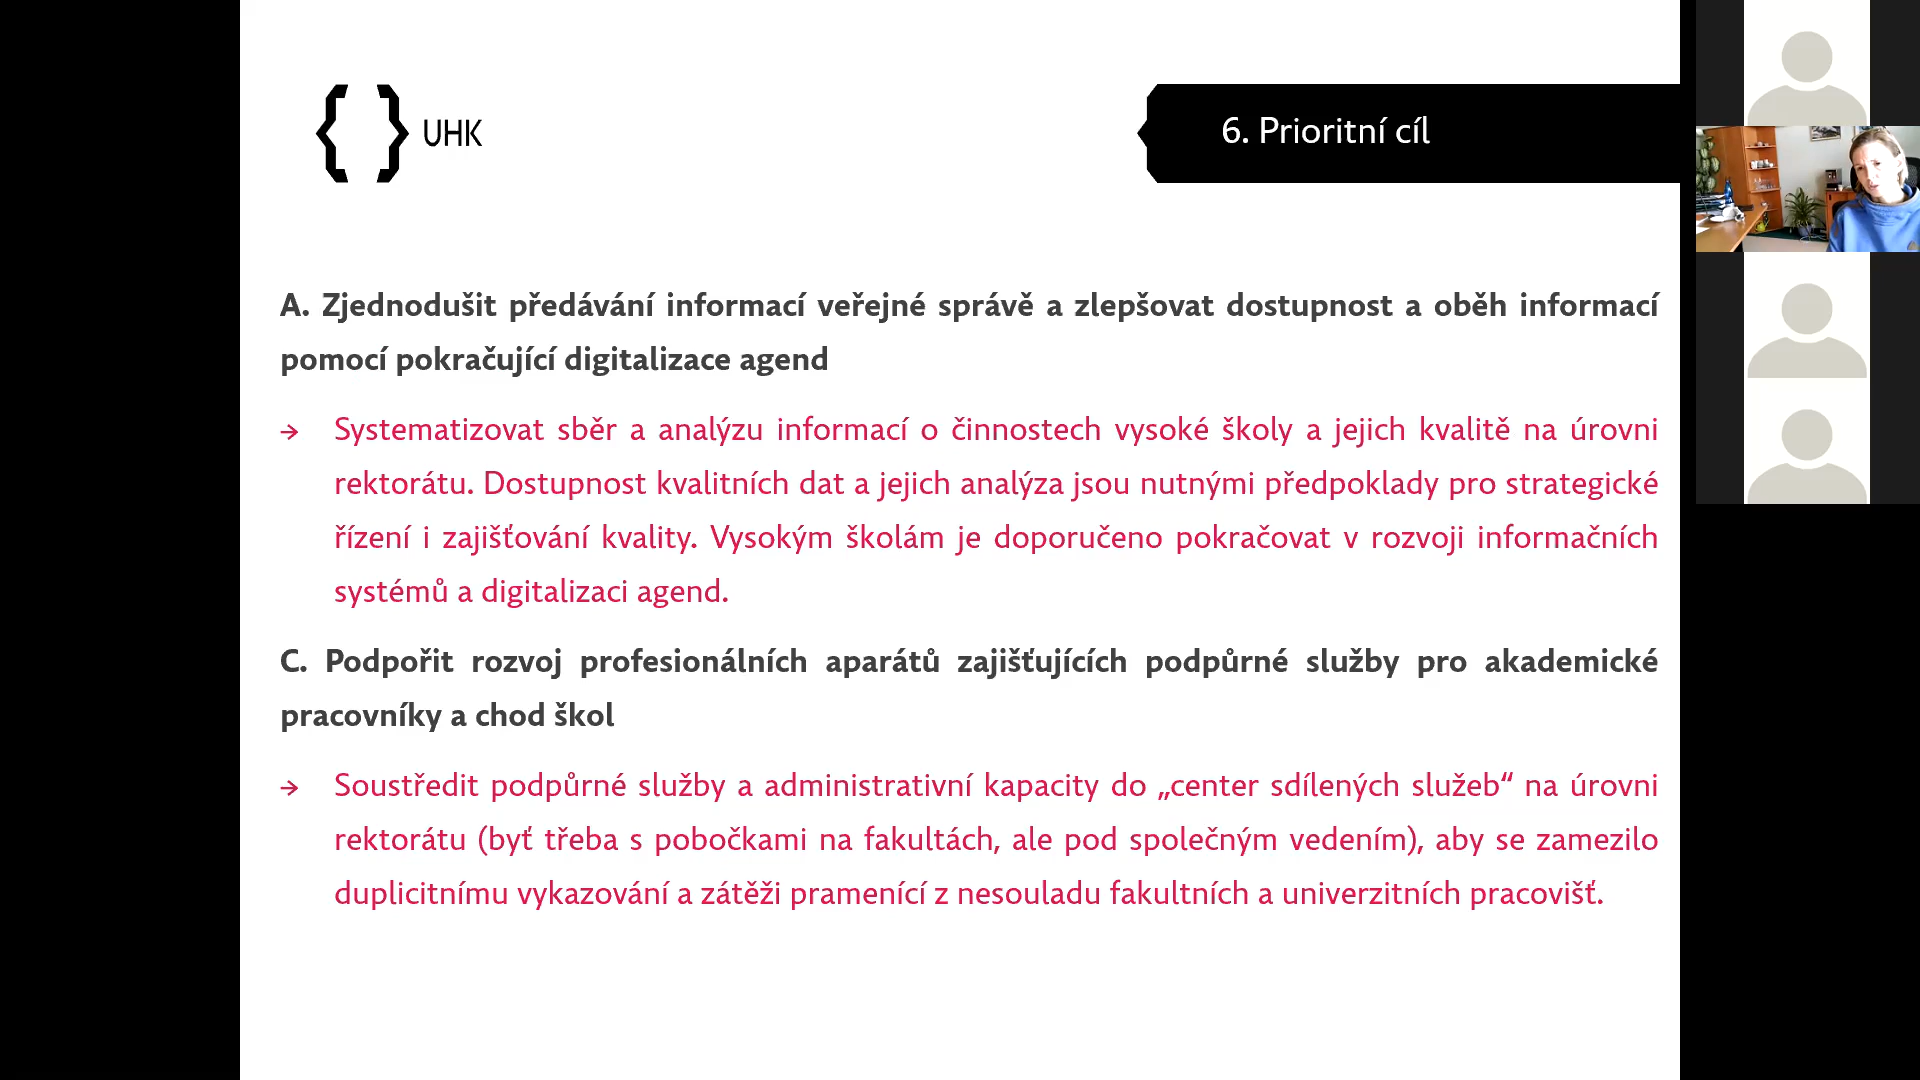 UHK
6. Prioritní cíl
A. Zjednodušit předávání informací veřejné správě a zlepšovat dostupnost a oběh informací
pomocí pokračující digitalizace agend
→ Systematizovat sběr a analýzu informací o činnostech vysoké školy a jejich kvalitě na úrovni
rektorátu. Dostupnost kvalitních dat a jejich analýza jsou nutnými předpoklady pro strategické
řízení i zajišťování kvality. Vysokým školám je doporučeno pokračovat v rozvoji informačních
systémů a digitalizaci agend.
C. Podpořit rozvoj profesionálních aparátů zajišťujících podpůrné služby pro akademické
pracovníky a chod škol
→ Soustředit podpůrné služby a administrativní kapacity do „center sdílených služeb“ na úrovni
rektorátu (byť třeba s pobočkami na fakultách, ale pod společným vedením), aby se zamezilo
duplicitnímu vykazování a zátěži pramenící z nesouladu fakultních a univerzitních pracovišť.